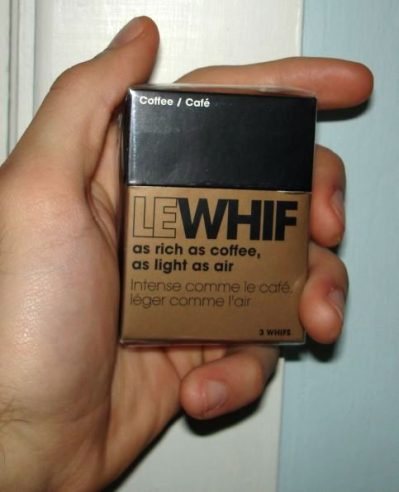 Coffee / Café
LEWHIF
as rich as coffee,
as light as air
Intense comme le café,
léger comme l'air
3 WHIFS